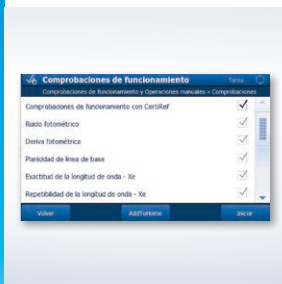 Comprobaciones de funcionamiento
Tarea
Comprobaciones de funcionamiento y Operaciones manuales » Comprobaciones
Comprobaciones de funcionamiento con CertiRef
Ruido fotométrico
Deriva fotométrica
Planicidad de línea de base
Exactitud de la longitud de onda - Xe
Repetibilidad de la longitud de onda - Xe
Volver
AddToHome
Iniciar